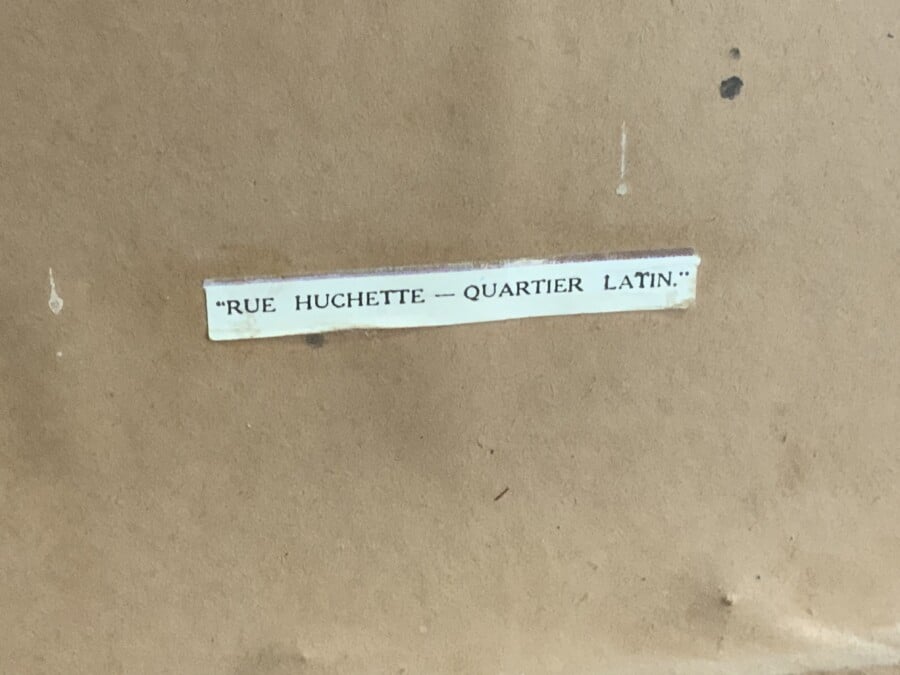 “RUE HUCHETTE — QUARTIER LATIN.”